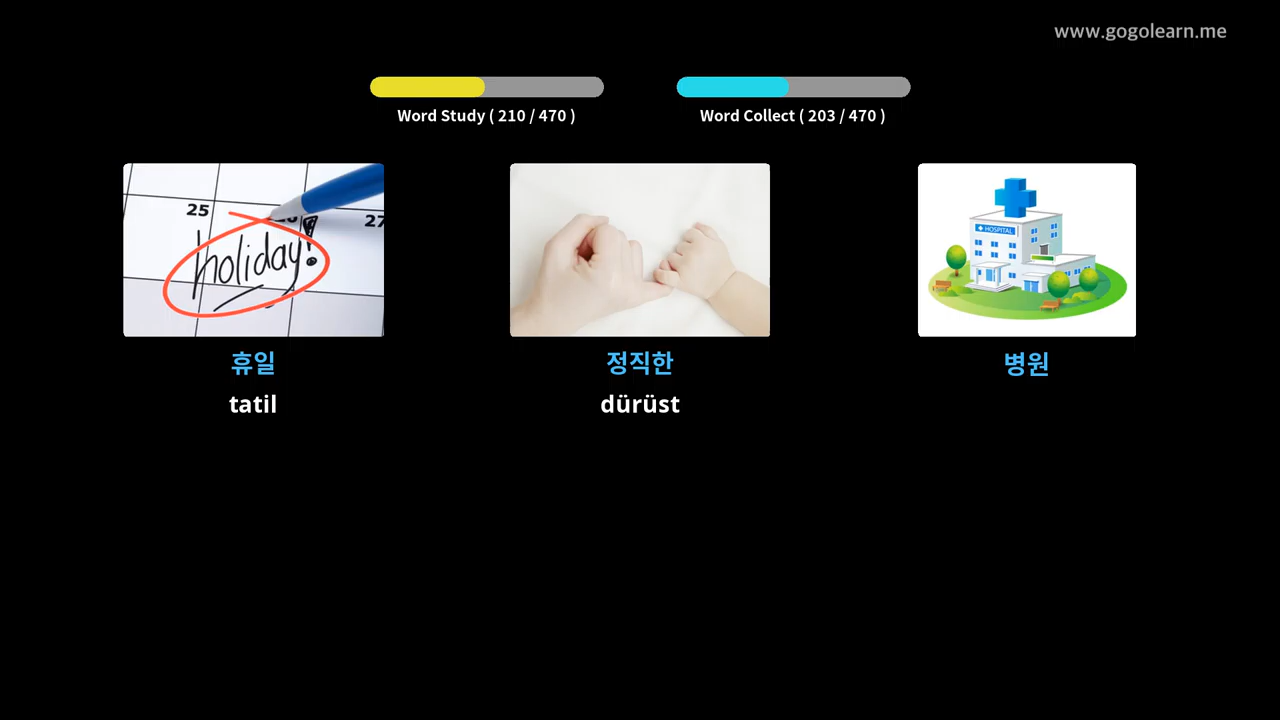 www.gogolearn.me
Word Study ( 210 / 470 )
Word Collect ( 203 / 470 )
25
27
holiday!
HOSPITAL
휴일
정직한
병원
tatil
dürüst